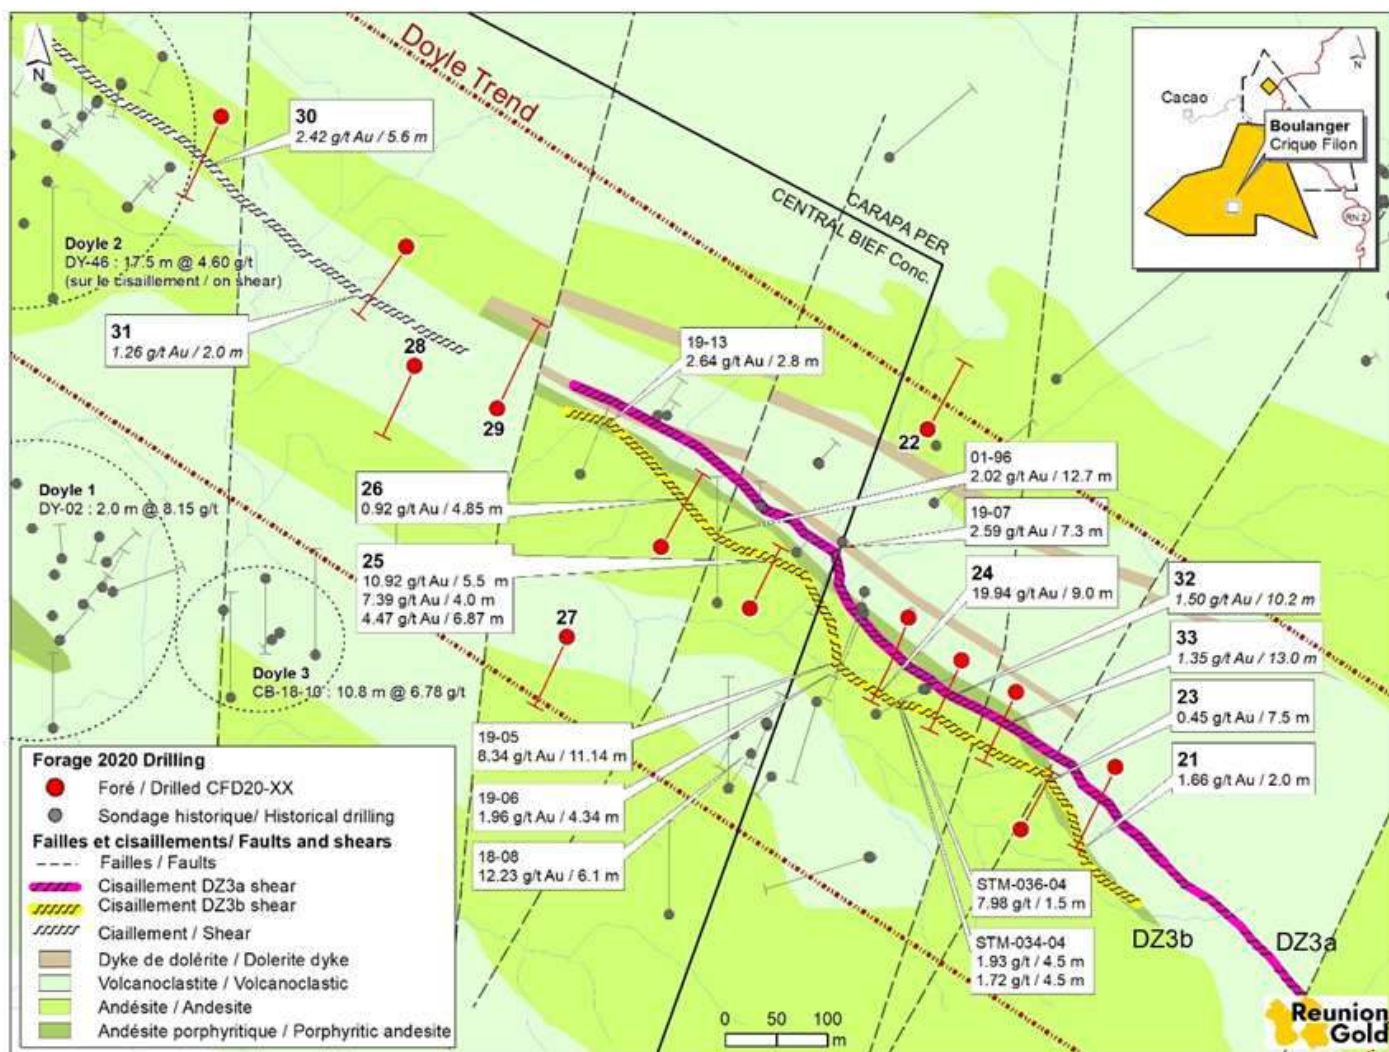 Doyle Trend
N
30
2.42 g/t Au / 5.6 m
Cacao
N
Boulanger
Crique Filon
RN 2
CARAPA PER
CENTRAL BIEF Conc.
Doyle 2
DY-46 : 17.5 m @ 4.60 g/t
(sur le cisaillement / on shear)
31
1.26 g/t Au / 2.0 m
28
29
19-13
2.64 g/t Au / 2.8 m
22
01-96
2.02 g/t Au / 12.7 m
26
0.92 g/t Au / 4.85 m
Doyle 1
DY-02 : 2.0 m @ 8.15 g/t
19-07
2.59 g/t Au / 7.3 m
25
10.92 g/t Au / 5.5 m
7.39 g/t Au / 4.0 m
4.47 g/t Au / 6.87 m
24
19.94 g/t Au / 9.0 m
32
1.50 g/t Au / 10.2 m
27
33
1.35 g/t Au / 13.0 m
Doyle 3
CB-18-10 : 10.8 m @ 6.78 g/t
23
0.45 g/t Au / 7.5 m
19-05
8.34 g/t Au / 11.14 m
21
1.66 g/t Au / 2.0 m
19-06
1.96 g/t Au / 4.34 m
18-08
12.23 g/t Au / 6.1 m
STM-036-04
7.98 g/t / 1.5 m
STM-034-04
1.93 g/t / 4.5 m
1.72 g/t / 4.5 m
DZ3b
DZ3a
Forage 2020 Drilling
Foré / Drilled CFD20-XX
Sondage historique/ Historical drilling
Failles et cisaillements/ Faults and shears
Failles / Faults
Cisaillement DZ3a shear
Cisaillement DZ3b shear
Ciaillement / Shear
Dyke de dolérite / Dolerite dyke
Volcanoclastite / Volcanoclastic
Andésite / Andesite
Andésite porphyritique / Porphyritic andesite
0 50 100
m
Reunion
Gold